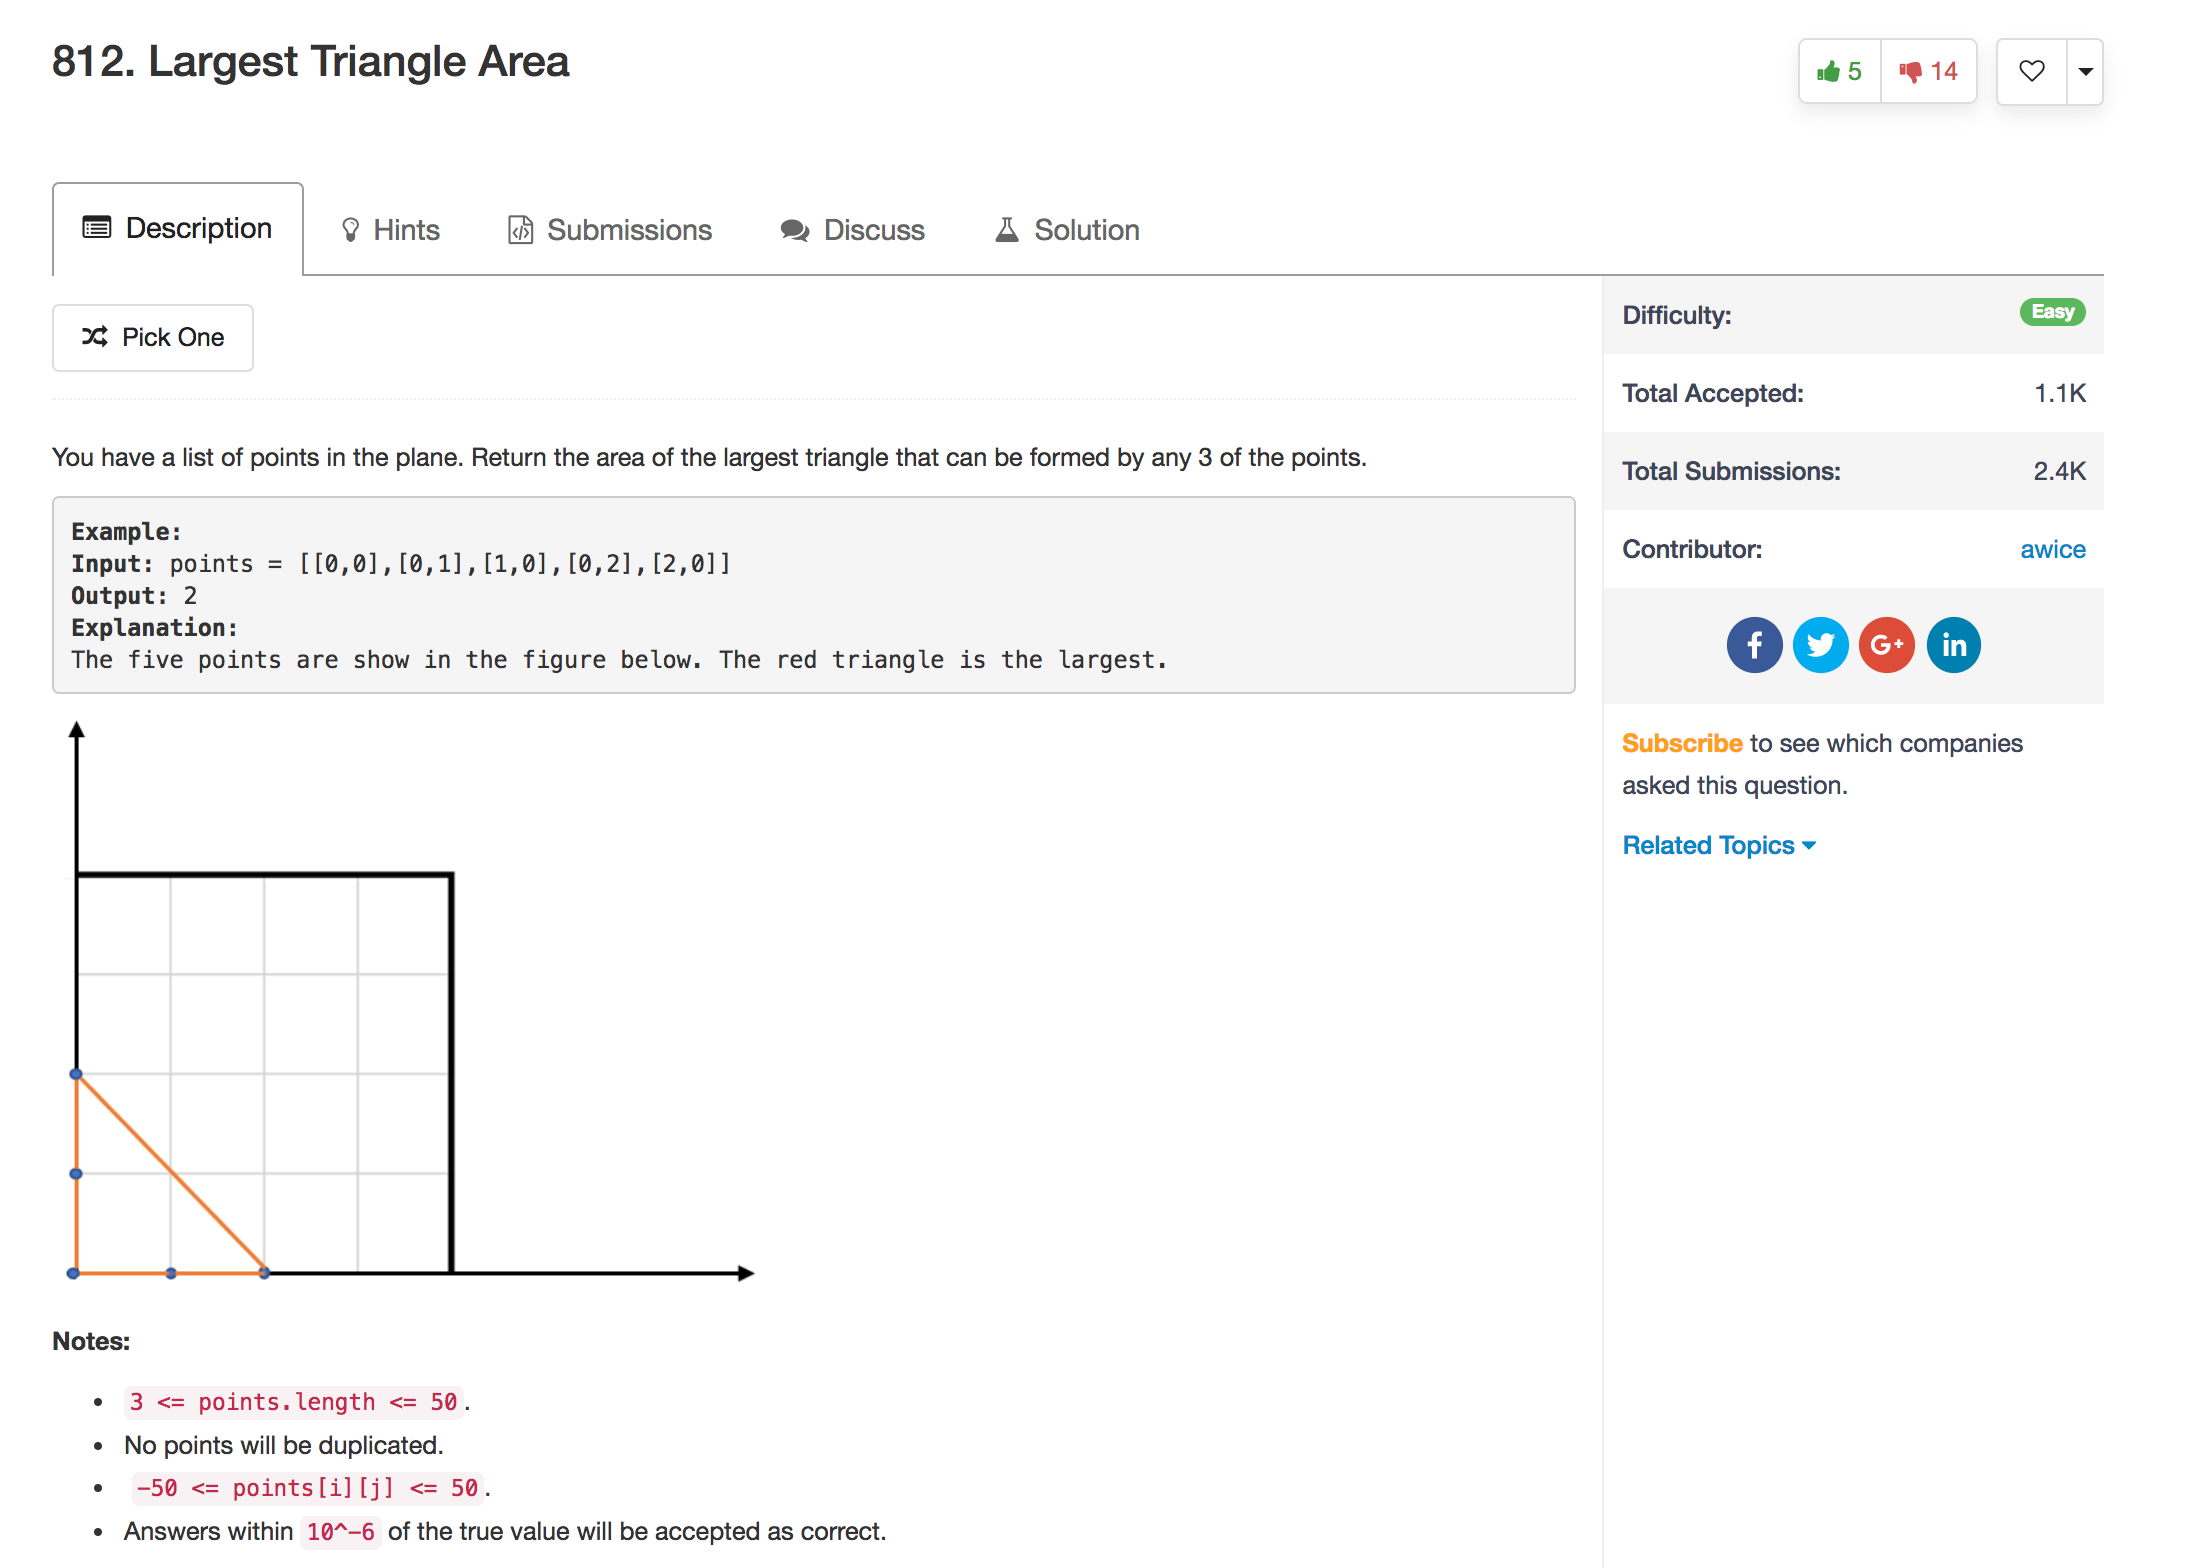 812. Largest Triangle Area
5 14
Description Hints Submissions Discuss Solution
Pick One
You have a list of points in the plane. Return the area of the largest triangle that can be formed by any 3 of the points.
Example:
Input: points = [[0,0],[0,1],[1,0],[0,2],[2,0]]
Output: 2
Explanation:
The five points are show in the figure below. The red triangle is the largest.
Notes:
3 <= points.length <= 50.
No points will be duplicated.
-50 <= points[i][j] <= 50.
Answers within 10^-6 of the true value will be accepted as correct.
Difficulty: Easy
Total Accepted: 1.1K
Total Submissions: 2.4K
Contributor: awice
f G+ in
Subscribe to see which companies
asked this question.
Related Topics